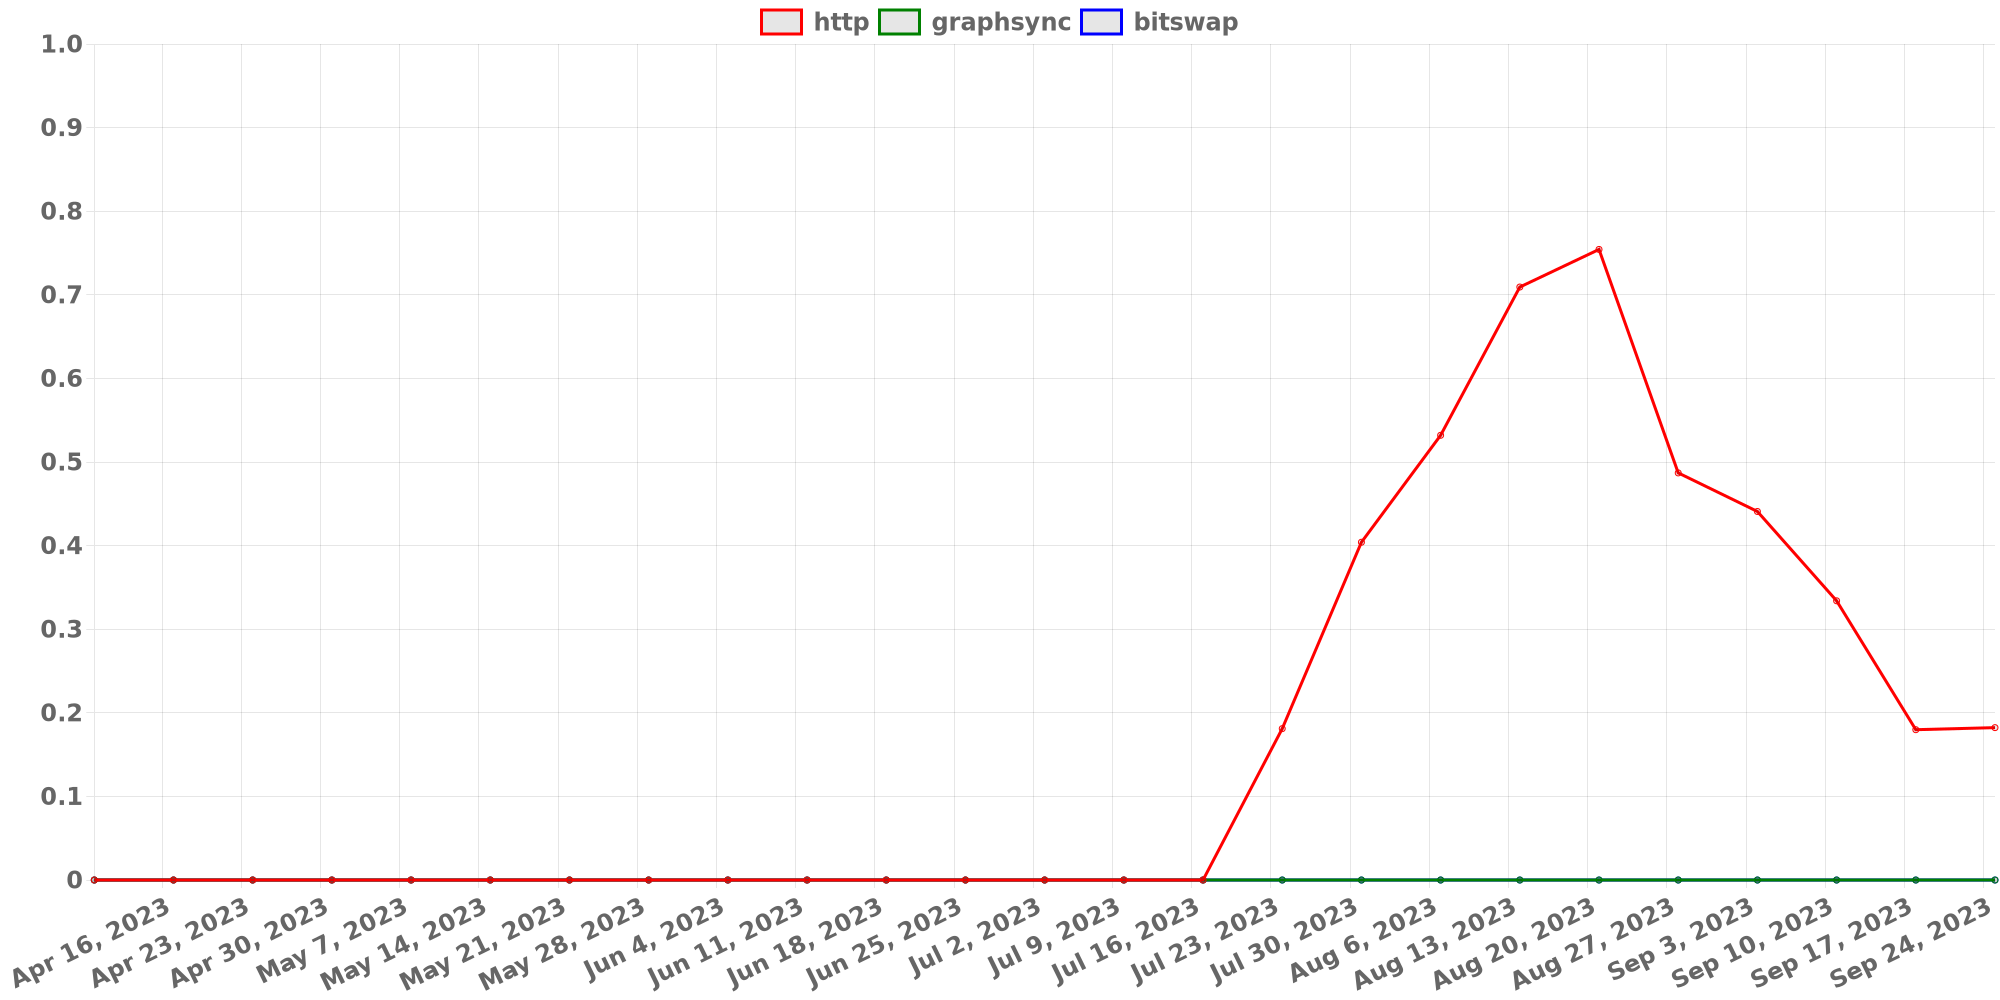 http graphsync bitswap
1.0
0.9
0.8
0.7
0.6
0.5
0.4
0.3
0.2
0.1
0
Apr 16, 2023
Apr 23, 2023
Apr 30, 2023
May 7, 2023
May 14, 2023
May 21, 2023
May 28, 2023
Jun 4, 2023
Jun 11, 2023
Jun 18, 2023
Jun 25, 2023
Jul 2, 2023
Jul 9, 2023
Jul 16, 2023
Jul 23, 2023
Jul 30, 2023
Aug 6, 2023
Aug 13, 2023
Aug 20, 2023
Aug 27, 2023
Sep 3, 2023
Sep 10, 2023
Sep 17, 2023
Sep 24, 2023